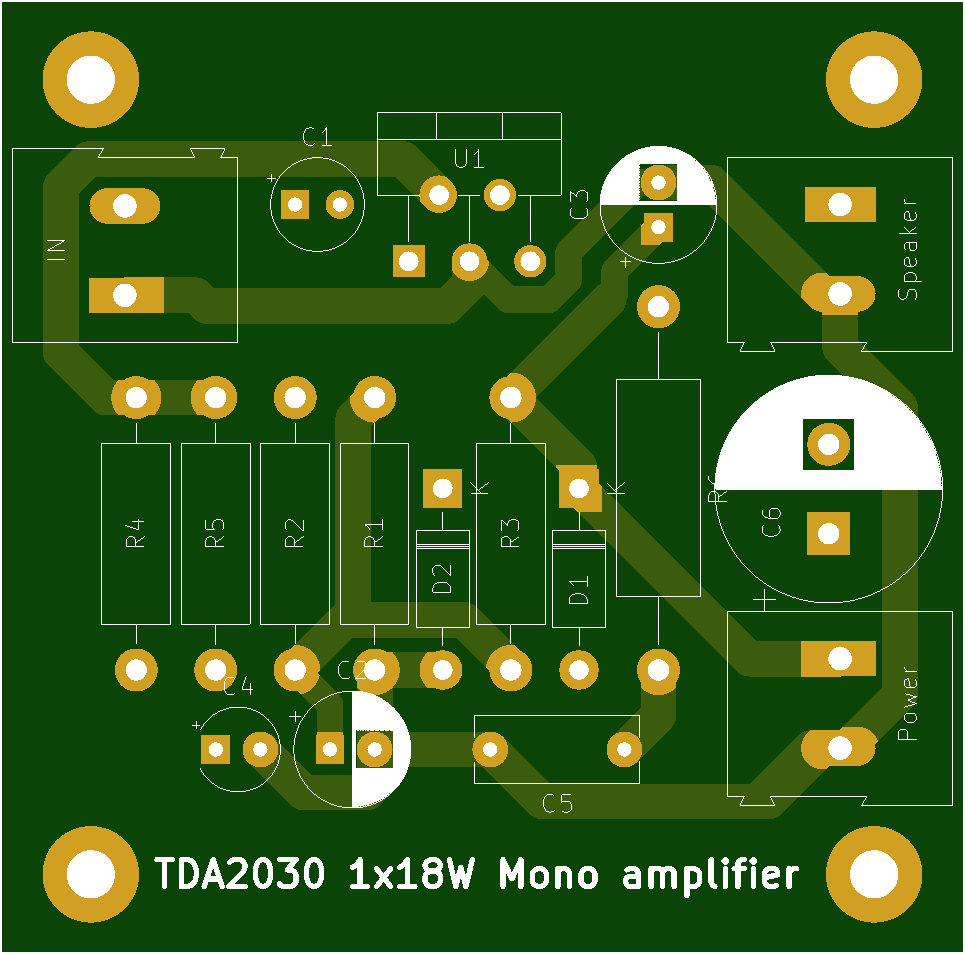 C1
+
U1
C3
+
IN
Speaker
K
K
R6
C6
+
R4
R5
R2
R1
R3
D2
D1
C4
+
C2
+
C5
Power
TDA2030 1x18W Mono amplifier